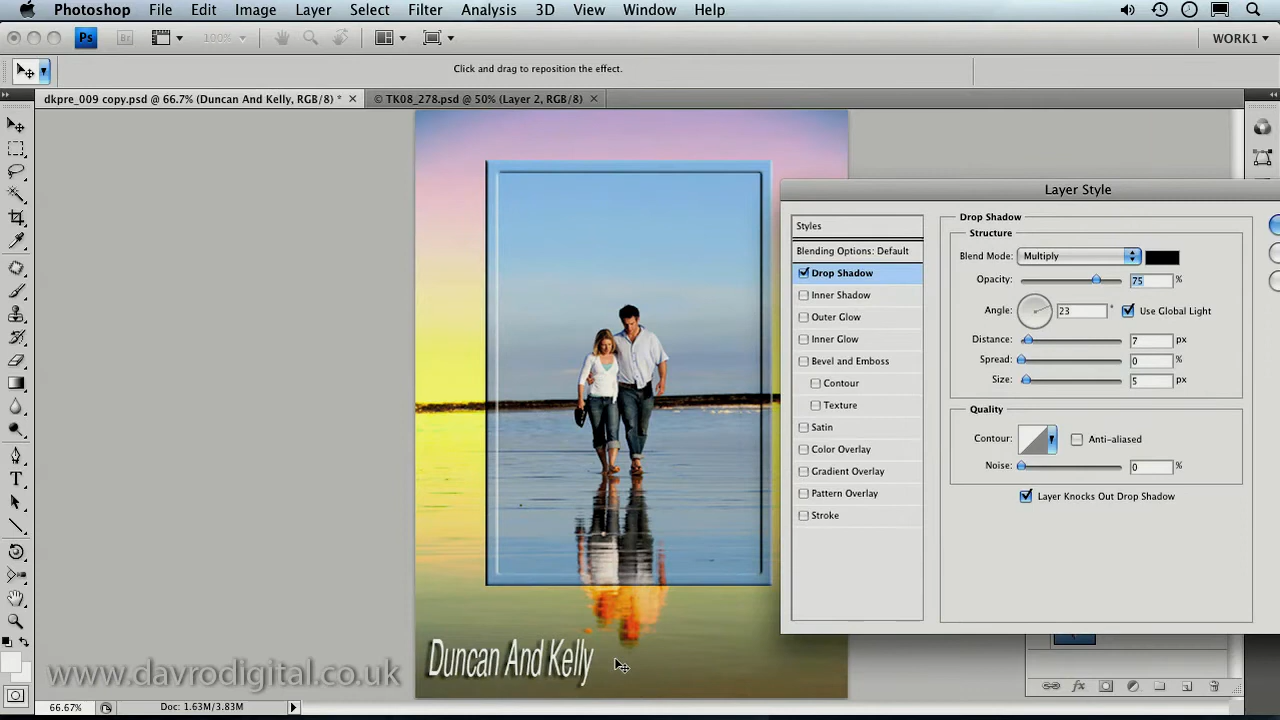 Photoshop File Edit Image Layer Select Filter Analysis 3D View Window Help
Ps Br 100% WORK1
Click and drag to reposition the effect.
dkpre_009 copy.psd @ 66.7% (Duncan And Kelly, RGB/8) * © TK08_278.psd @ 50% (Layer 2, RGB/8)
Layer Style
Styles
Blending Options: Default
Drop Shadow
Inner Shadow
Outer Glow
Inner Glow
Bevel and Emboss
Contour
Texture
Satin
Color Overlay
Gradient Overlay
Pattern Overlay
Stroke
Drop Shadow
Structure
Blend Mode: Multiply
Opacity: 75 %
Angle: 23 °
Use Global Light
Distance: 7 px
Spread: 0 %
Size: 5 px
Quality
Contour:
Anti-aliased
Noise: 0 %
Layer Knocks Out Drop Shadow
Duncan And Kelly
www.davrodigital.co.uk
66.67% Doc: 1.63M/3.83M
fx